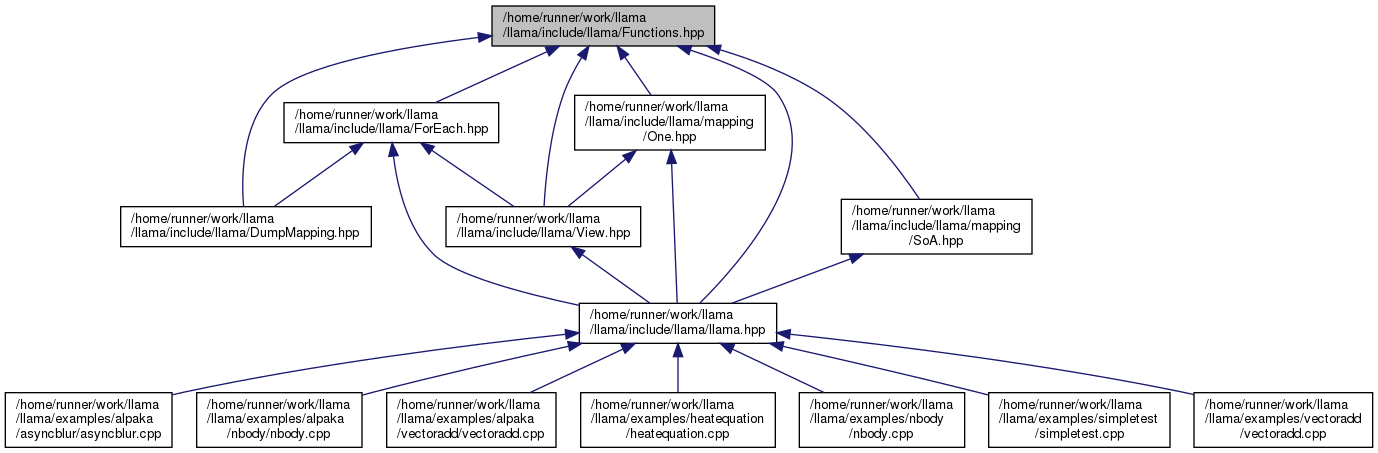 /home/runner/work/llama
/llama/include/llama/Functions.hpp
/home/runner/work/llama
/llama/include/llama/ForEach.hpp
/home/runner/work/llama
/llama/include/llama/mapping
/One.hpp
/home/runner/work/llama
/llama/include/llama/DumpMapping.hpp
/home/runner/work/llama
/llama/include/llama/View.hpp
/home/runner/work/llama
/llama/include/llama/mapping
/SoA.hpp
/home/runner/work/llama
/llama/include/llama/llama.hpp
/home/runner/work/llama
/llama/examples/alpaka
/asyncblur/asyncblur.cpp
/home/runner/work/llama
/llama/examples/alpaka
/nbody/nbody.cpp
/home/runner/work/llama
/llama/examples/alpaka
/vectoradd/vectoradd.cpp
/home/runner/work/llama
/llama/examples/heatequation
/heatequation.cpp
/home/runner/work/llama
/llama/examples/nbody
/nbody.cpp
/home/runner/work/llama
/llama/examples/simpletest
/simpletest.cpp
/home/runner/work/llama
/llama/examples/vectoradd
/vectoradd.cpp